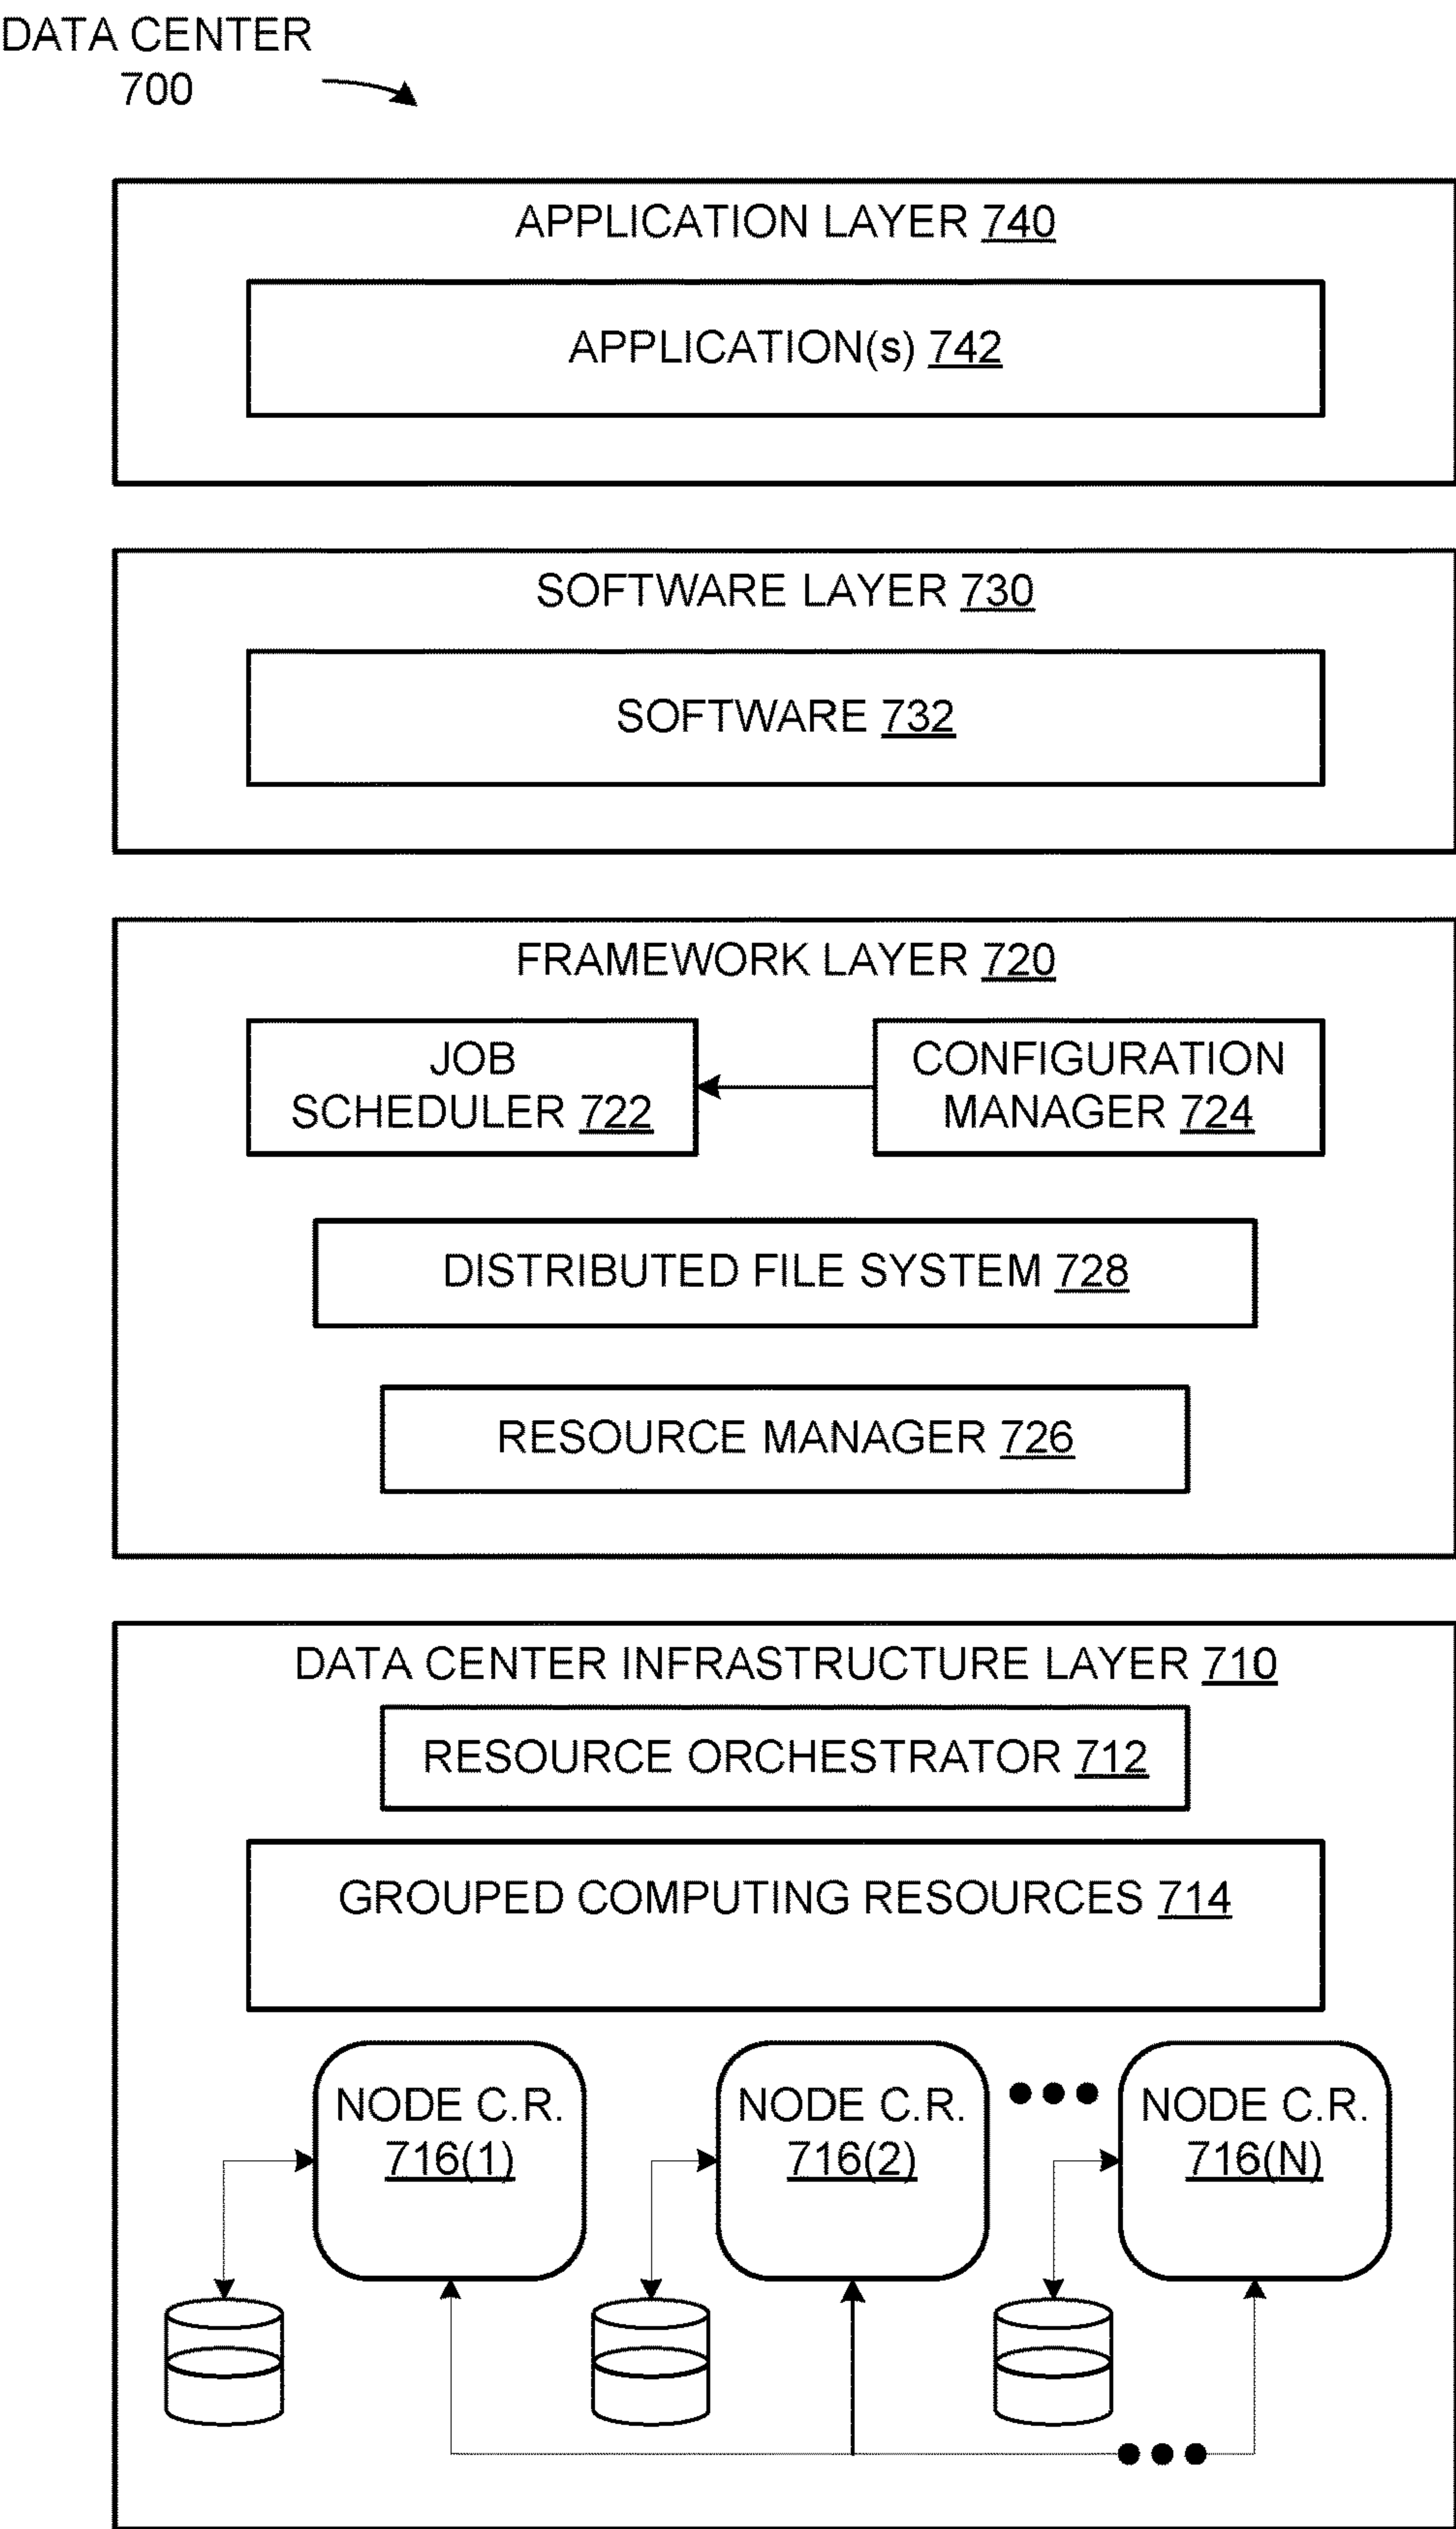 DATA CENTER
700
APPLICATION LAYER 740
APPLICATION(s) 742
SOFTWARE LAYER 730
SOFTWARE 732
FRAMEWORK LAYER 720
JOB
SCHEDULER 722
CONFIGURATION
MANAGER 724
DISTRIBUTED FILE SYSTEM 728
RESOURCE MANAGER 726
DATA CENTER INFRASTRUCTURE LAYER 710
RESOURCE ORCHESTRATOR 712
GROUPED COMPUTING RESOURCES 714
NODE C.R.
716(1)
NODE C.R.
716(2)
NODE C.R.
716(N)